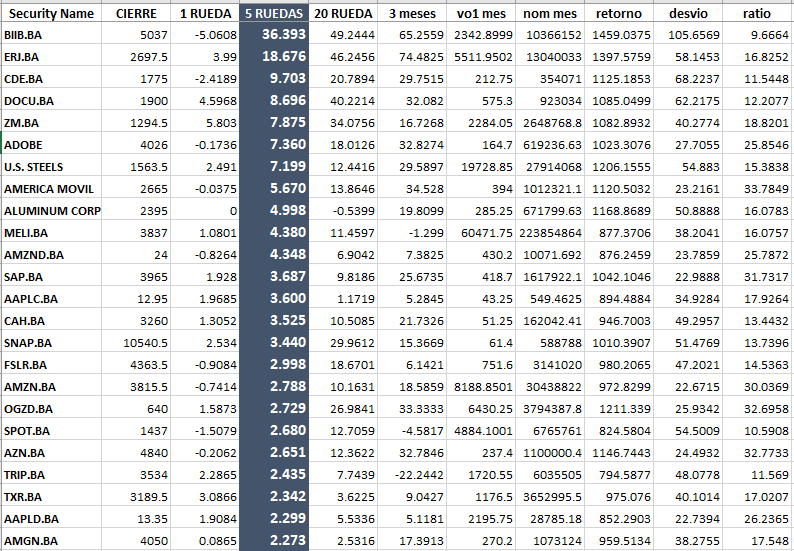 Security Name CIERRE 1 RUEDA 5 RUEDAS 20 RUEDA 3 meses vo1 mes nom mes retorno desvio ratio
BIIB.BA 5037 -5.0608 36.393 49.2444 65.2559 2342.8999 10366152 1459.0375 105.6569 9.6664
ERJ.BA 2697.5 3.99 18.676 46.2456 74.4825 5511.9502 13040033 1397.5759 58.1453 16.8252
CDE.BA 1775 -2.4189 9.703 20.7894 29.7515 212.75 354071 1125.1853 68.2237 11.5448
DOCU.BA 1900 4.5968 8.696 40.2214 32.082 575.3 923034 1085.0499 62.2175 12.2077
ZM.BA 1294.5 5.803 7.875 34.0756 16.7268 2284.05 2648768.8 1082.8932 40.2774 18.8201
ADOBE 4026 -0.1736 7.360 18.0126 32.8274 164.7 619236.63 1023.3076 27.7055 25.8546
U.S. STEELS 1563.5 2.491 7.199 12.4416 29.5897 19728.85 27914068 1206.1555 54.883 15.3838
AMERICA MOVIL 2665 -0.0375 5.670 13.8646 34.528 394 1012321.1 1120.5032 23.2161 33.7849
ALUMINUM CORP 2395 0 4.998 -0.5399 19.8099 285.25 671799.63 1168.8689 50.8888 16.0783
MELI.BA 3837 1.0801 4.380 11.4597 -1.299 60471.75 223854864 877.3706 38.2041 16.0757
AMZND.BA 24 -0.8264 4.348 6.9042 7.3825 430.2 10071.692 876.2459 23.7859 25.7872
SAP.BA 3965 1.928 3.687 9.8186 25.6735 418.7 1617922.1 1042.1046 22.9888 31.7317
AAPLC.BA 12.95 1.9685 3.600 1.1719 5.2845 43.25 549.4625 894.4884 34.9284 17.9264
CAH.BA 3260 1.3052 3.525 10.5085 21.7326 51.25 162042.41 946.7003 49.2957 13.4432
SNAP.BA 10540.5 2.534 3.440 29.9612 15.3669 61.4 588788 1010.3907 51.4769 13.7396
FSLR.BA 4363.5 -0.9084 2.998 18.6701 6.1421 751.6 3141020 980.2065 47.2021 14.5363
AMZN.BA 3815.5 -0.7414 2.788 10.1631 18.5859 8188.8501 30438822 972.8299 22.6715 30.0369
OGZD.BA 640 1.5873 2.729 26.9841 33.3333 6430.25 3794387.8 1211.339 25.9342 32.6958
SPOT.BA 1437 -1.5079 2.680 12.7059 -4.5817 4884.1001 6765761 824.5804 54.5009 10.5908
AZN.BA 4840 -0.2062 2.651 12.3622 32.7846 237.4 1100000.4 1146.7443 24.4932 32.7733
TRIP.BA 3534 2.2865 2.435 7.7439 -22.2442 1720.55 6035505 794.5877 48.0778 11.569
TXR.BA 3189.5 3.0866 2.342 3.6225 9.0427 1176.5 3652995.5 975.076 40.1014 17.0207
AAPLD.BA 13.35 1.9084 2.299 5.5336 5.1181 2195.75 28785.18 852.2903 22.7394 26.2365
AMGN.BA 4050 0.0865 2.273 2.5316 17.3913 270.2 1073124 959.5134 38.2755 17.548